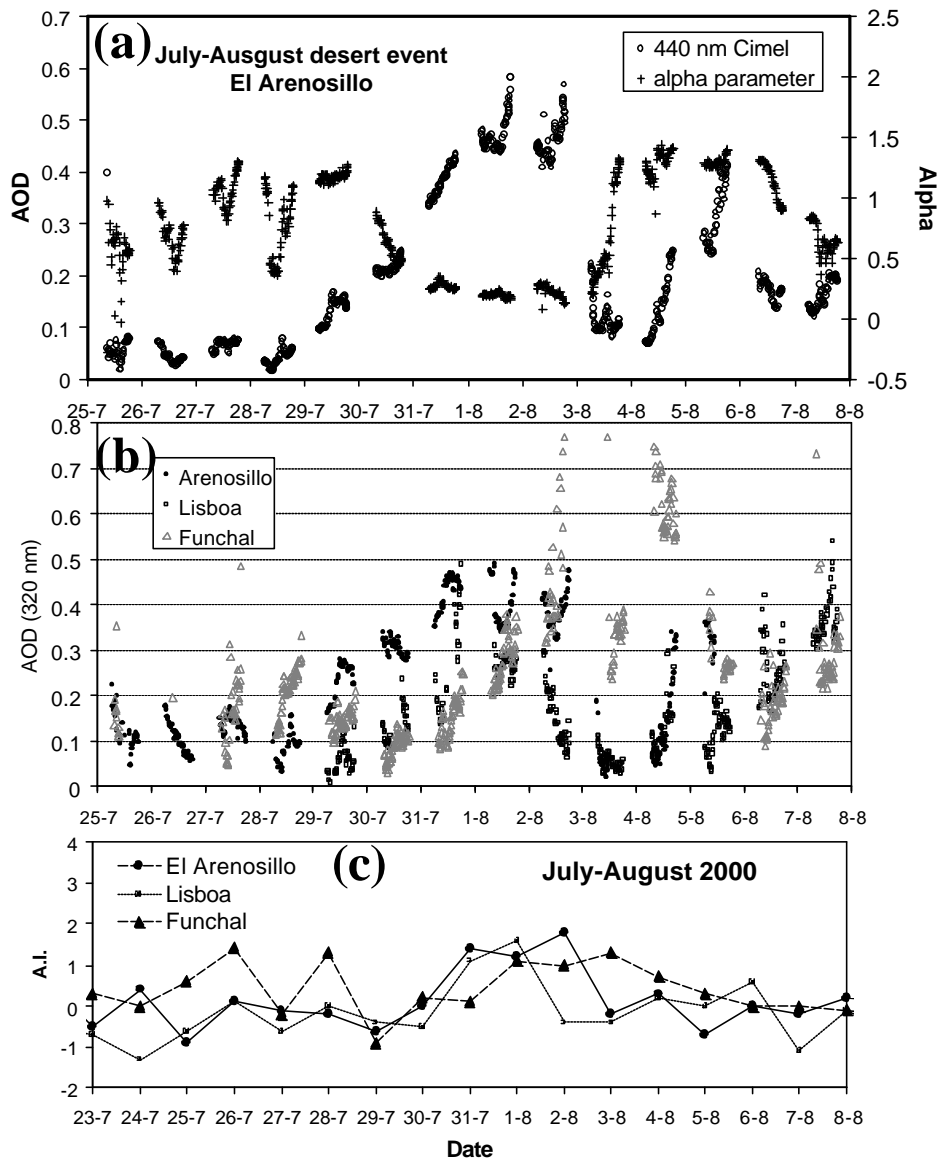 (a)
July-Ausgust desert event
El Arenosillo
440 nm Cimel
alpha parameter
AOD
Alpha
0.7
0.6
0.5
0.4
0.3
0.2
0.1
0
2.5
2
1.5
1
0.5
0
-0.5
25-7 26-7 27-7 28-7 29-7 30-7 31-7 1-8 2-8 3-8 4-8 5-8 6-8 7-8 8-8
(b)
Arenosillo
Lisboa
Funchal
AOD (320 nm)
0.8
0.7
0.6
0.5
0.4
0.3
0.2
0.1
0
25-7 26-7 27-7 28-7 29-7 30-7 31-7 1-8 2-8 3-8 4-8 5-8 6-8 7-8 8-8
(c)
July-August 2000
El Arenosillo
Lisboa
Funchal
A.I.
4
3
2
1
0
-1
-2
23-7 24-7 25-7 26-7 27-7 28-7 29-7 30-7 31-7 1-8 2-8 3-8 4-8 5-8 6-8 7-8 8-8
Date